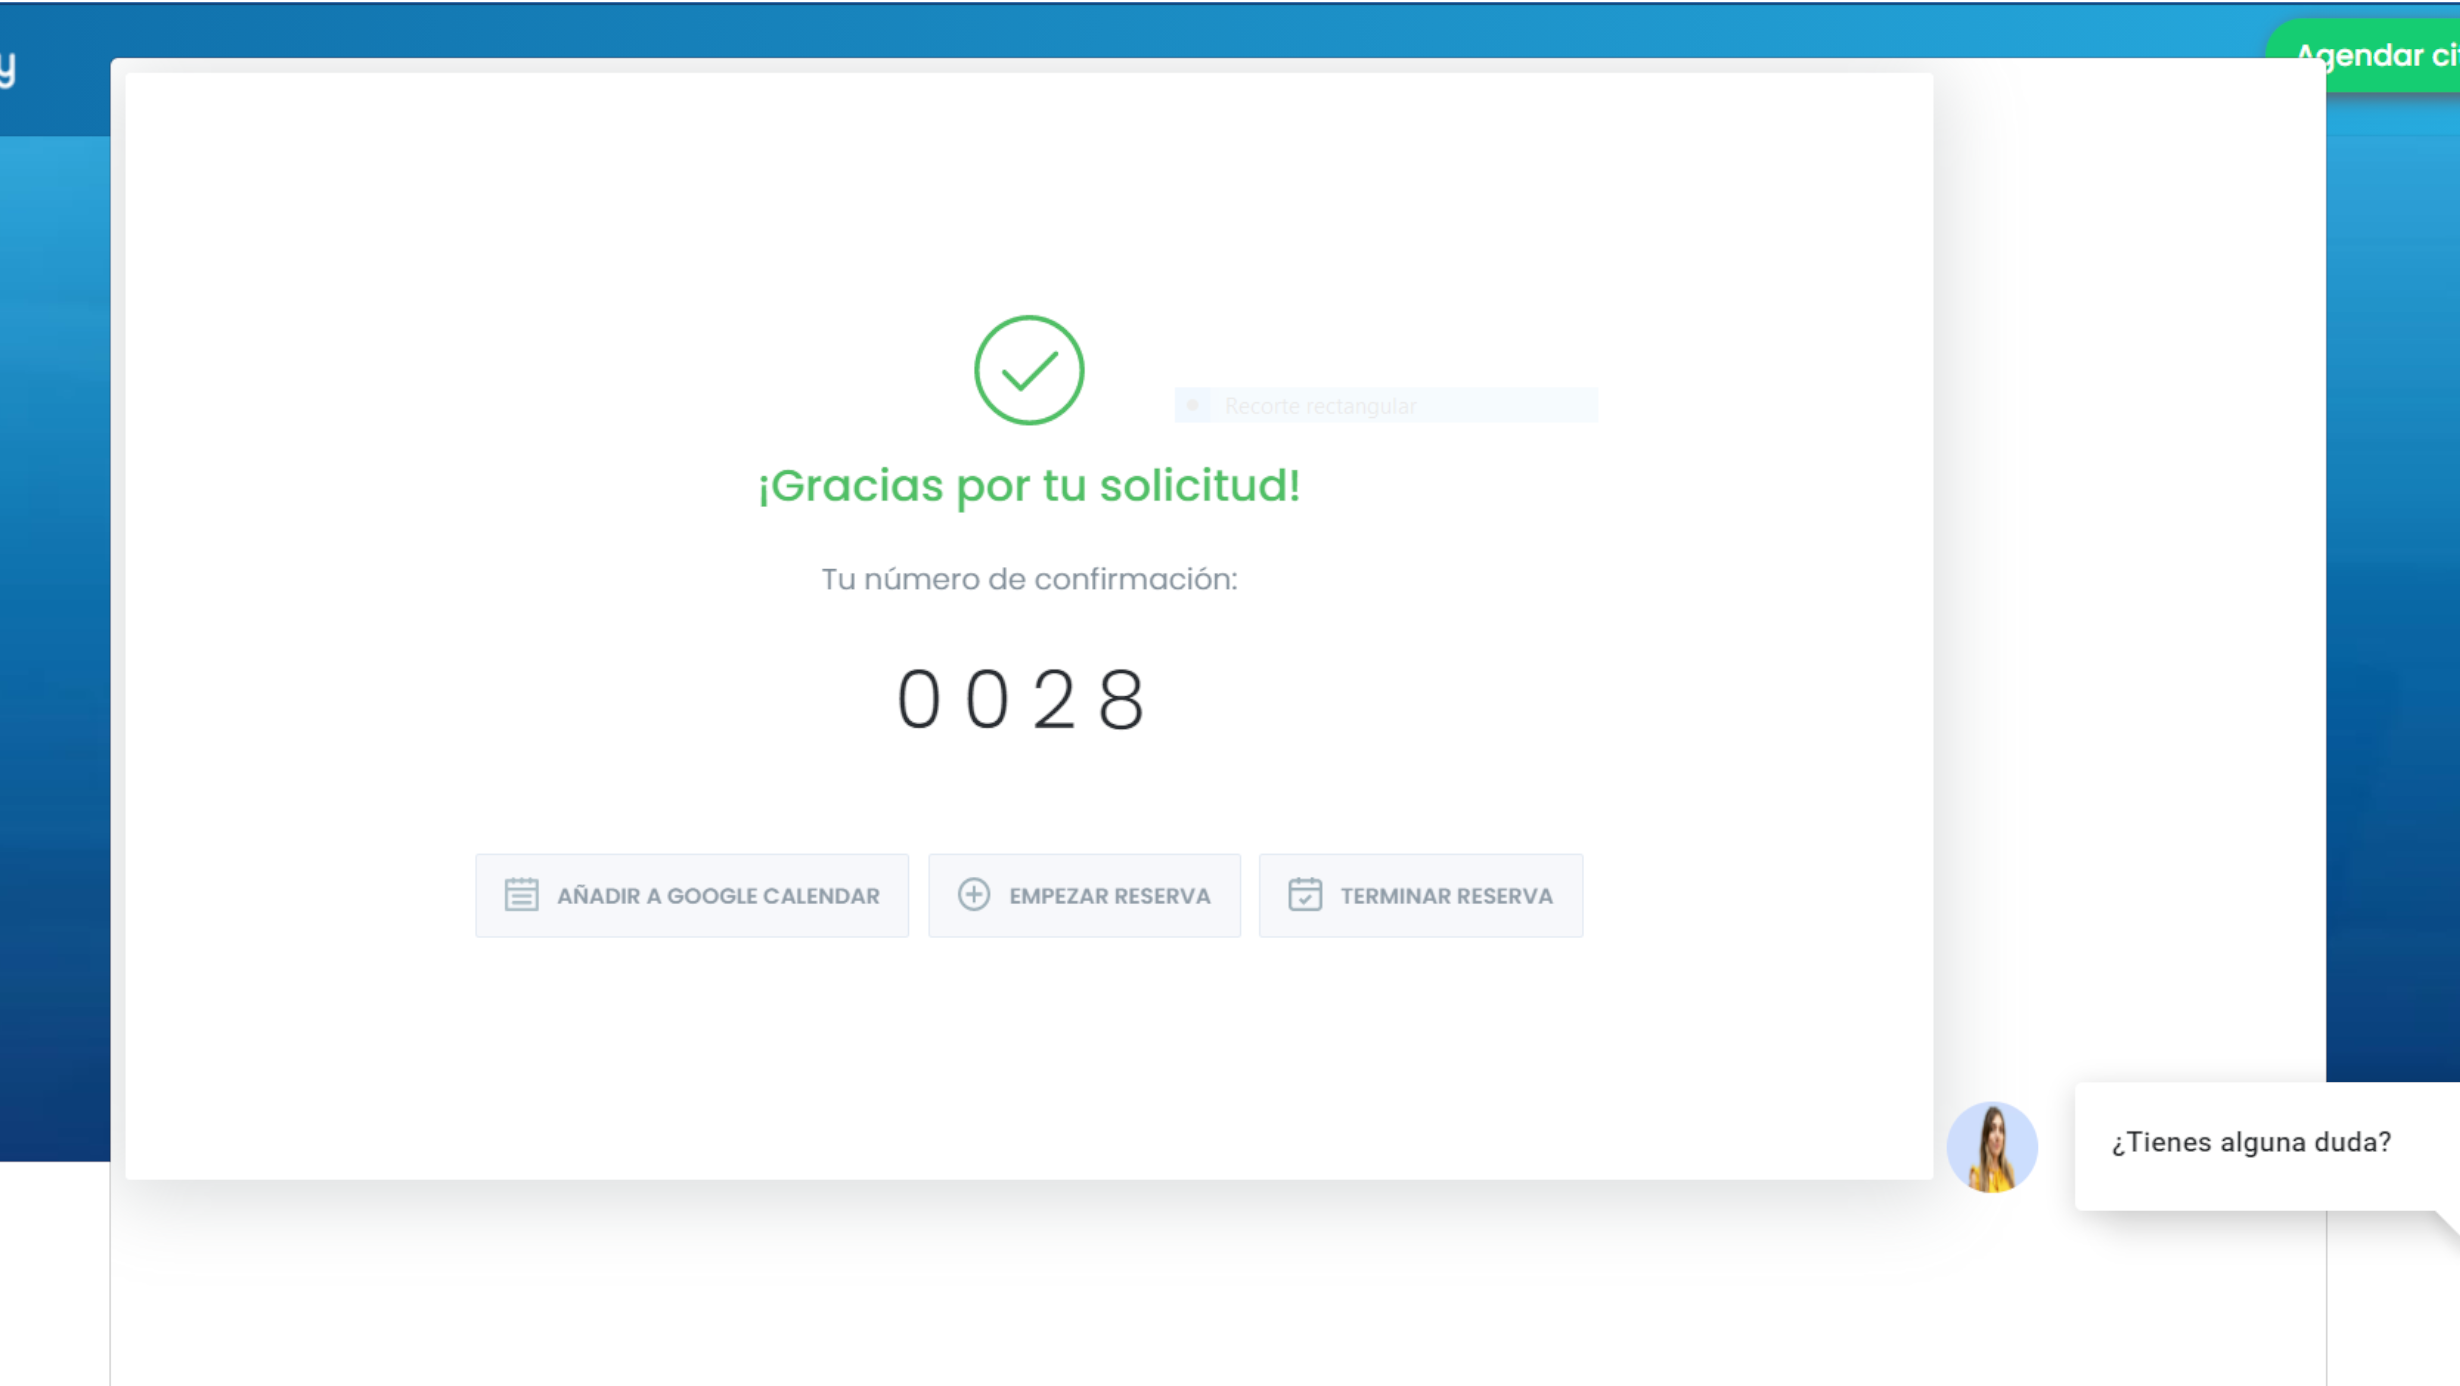 y
Agendar ci
Recorte rectangular
¡Gracias por tu solicitud!
Tu número de confirmación:
0028
AÑADIR A GOOGLE CALENDAR
EMPEZAR RESERVA
TERMINAR RESERVA
¿Tienes alguna duda?